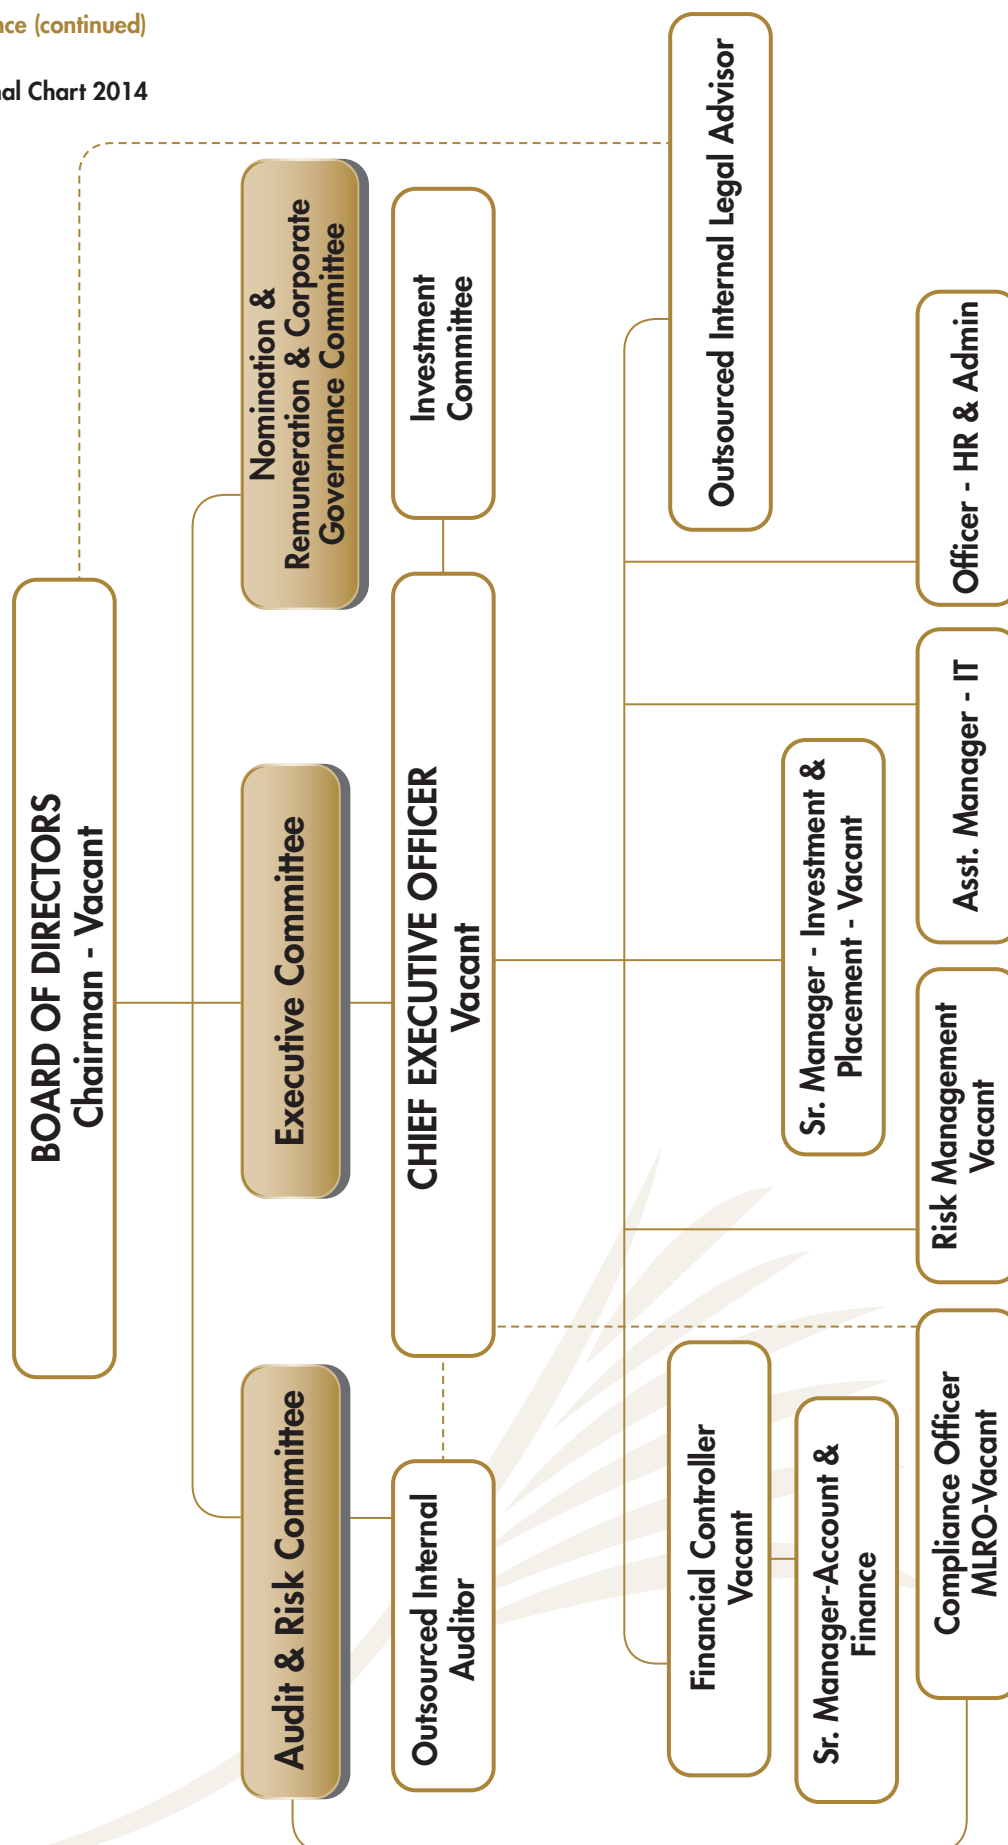 nce (continued)
nal Chart 2014
BOARD OF DIRECTORS
Chairman - Vacant
Audit & Risk Committee
Executive Committee
Nomination &
Remuneration & Corporate
Governance Committee
Outsourced Internal
Auditor
CHIEF EXECUTIVE OFFICER
Vacant
Investment
Committee
Financial Controller
Vacant
Outsourced Internal Legal Advisor
Sr. Manager-Account &
Finance
Sr. Manager - Investment &
Placement - Vacant
Compliance Officer
MLRO-Vacant
Risk Management
Vacant
Asst. Manager - IT
Officer - HR & Admin